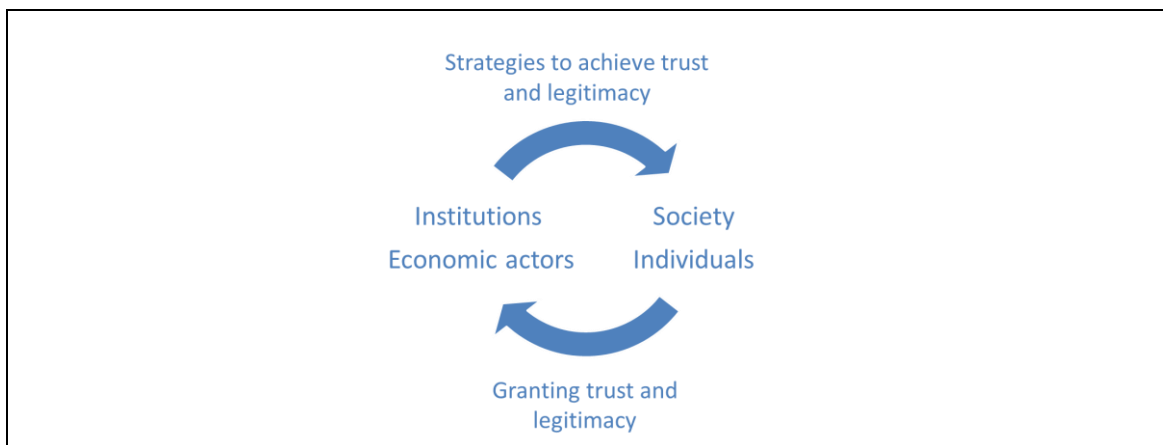 Strategies to achieve trust
and legitimacy
Institutions
Society
Economic actors
Individuals
Granting trust and
legitimacy